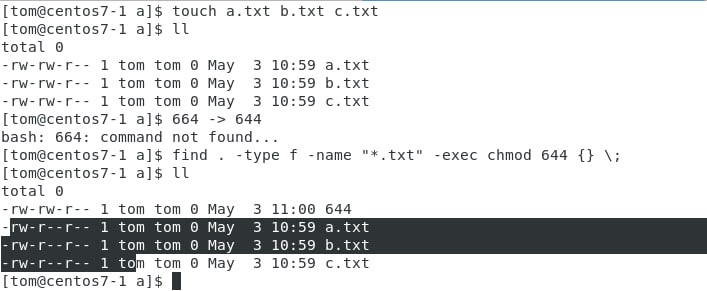 [tom@centos7-1 a]$ touch a.txt b.txt c.txt
[tom@centos7-1 a]$ ll
total 0
-rw-rw-r-- 1 tom tom 0 May  3 10:59 a.txt
-rw-rw-r-- 1 tom tom 0 May  3 10:59 b.txt
-rw-rw-r-- 1 tom tom 0 May  3 10:59 c.txt
[tom@centos7-1 a]$ 664 -> 644
bash: 664: command not found...
[tom@centos7-1 a]$ find . -type f -name "*.txt" -exec chmod 644 {} \;
[tom@centos7-1 a]$ ll
total 0
-rw-rw-r-- 1 tom tom 0 May  3 11:00 644
-rw-r--r-- 1 tom tom 0 May  3 10:59 a.txt
-rw-r--r-- 1 tom tom 0 May  3 10:59 b.txt
-rw-r--r-- 1 tom tom 0 May  3 10:59 c.txt
[tom@centos7-1 a]$